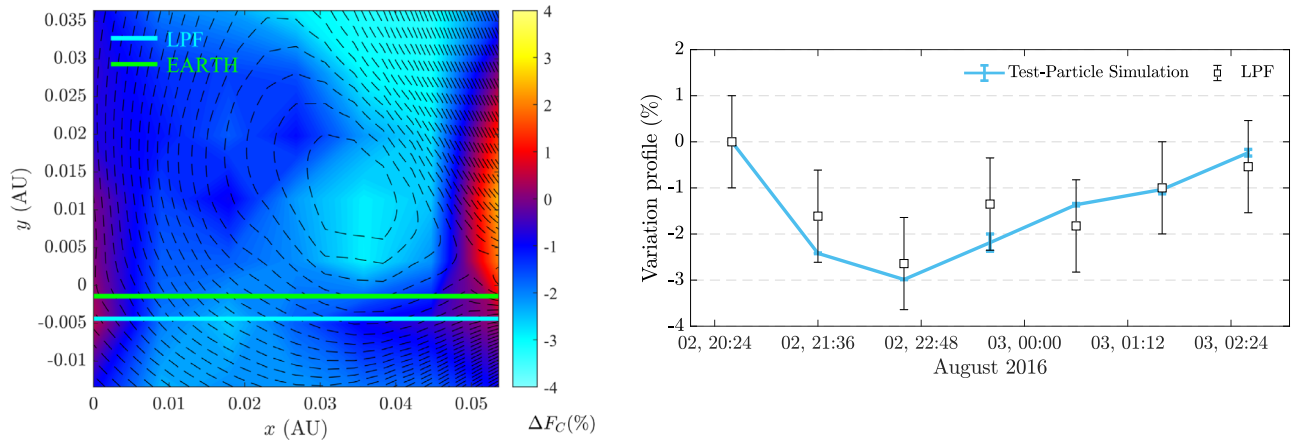 0.035
0.03
0.025
0.02
0.015
0.01
0.005
0
-0.005
-0.01
y (AU)
LPF
EARTH
0 0.01 0.02 0.03 0.04 0.05
x (AU)
4
3
2
1
0
-1
-2
-3
-4
ΔF_C(%)
2
1
0
-1
-2
-3
-4
Variation profile (%)
Test-Particle Simulation LPF
02, 20:24 02, 21:36 02, 22:48 03, 00:00 03, 01:12 03, 02:24
August 2016